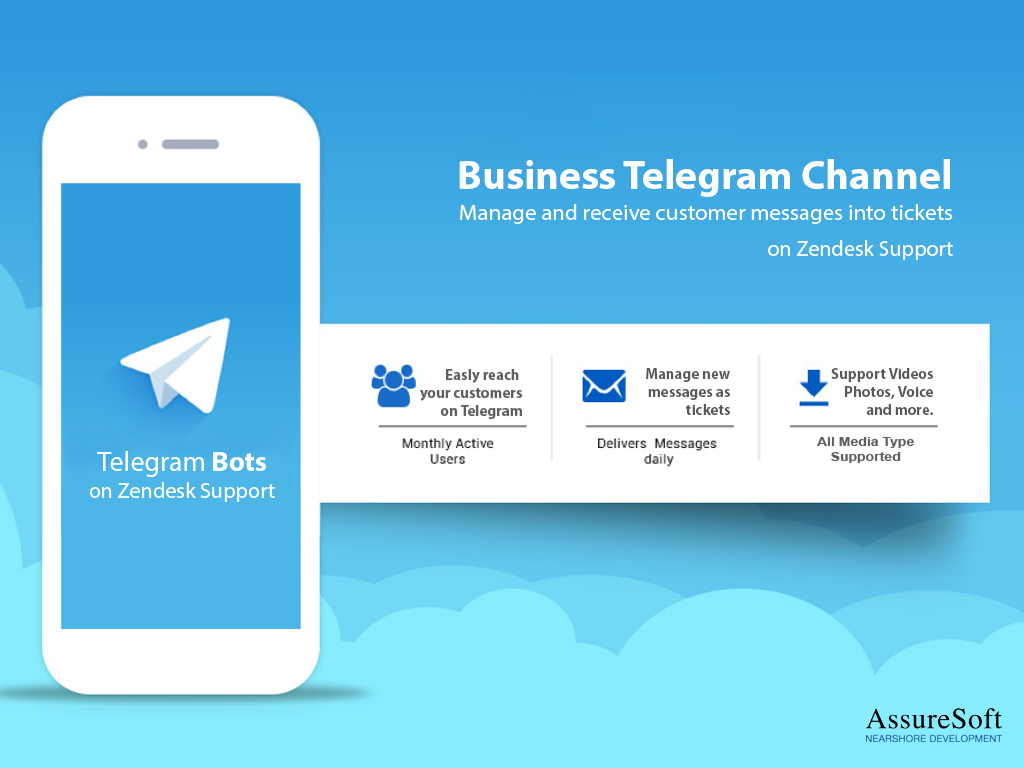 Business Telegram Channel
Manage and receive customer messages into tickets
on Zendesk Support
Telegram Bots
on Zendesk Support
Easly reach
your customers
on Telegram
Monthly Active
Users
Manage new
messages as
tickets
Delivers Messages
daily
Support Videos
Photos, Voice
and more.
All Media Type
Supported
AssureSoft
NEARSHORE DEVELOPMENT